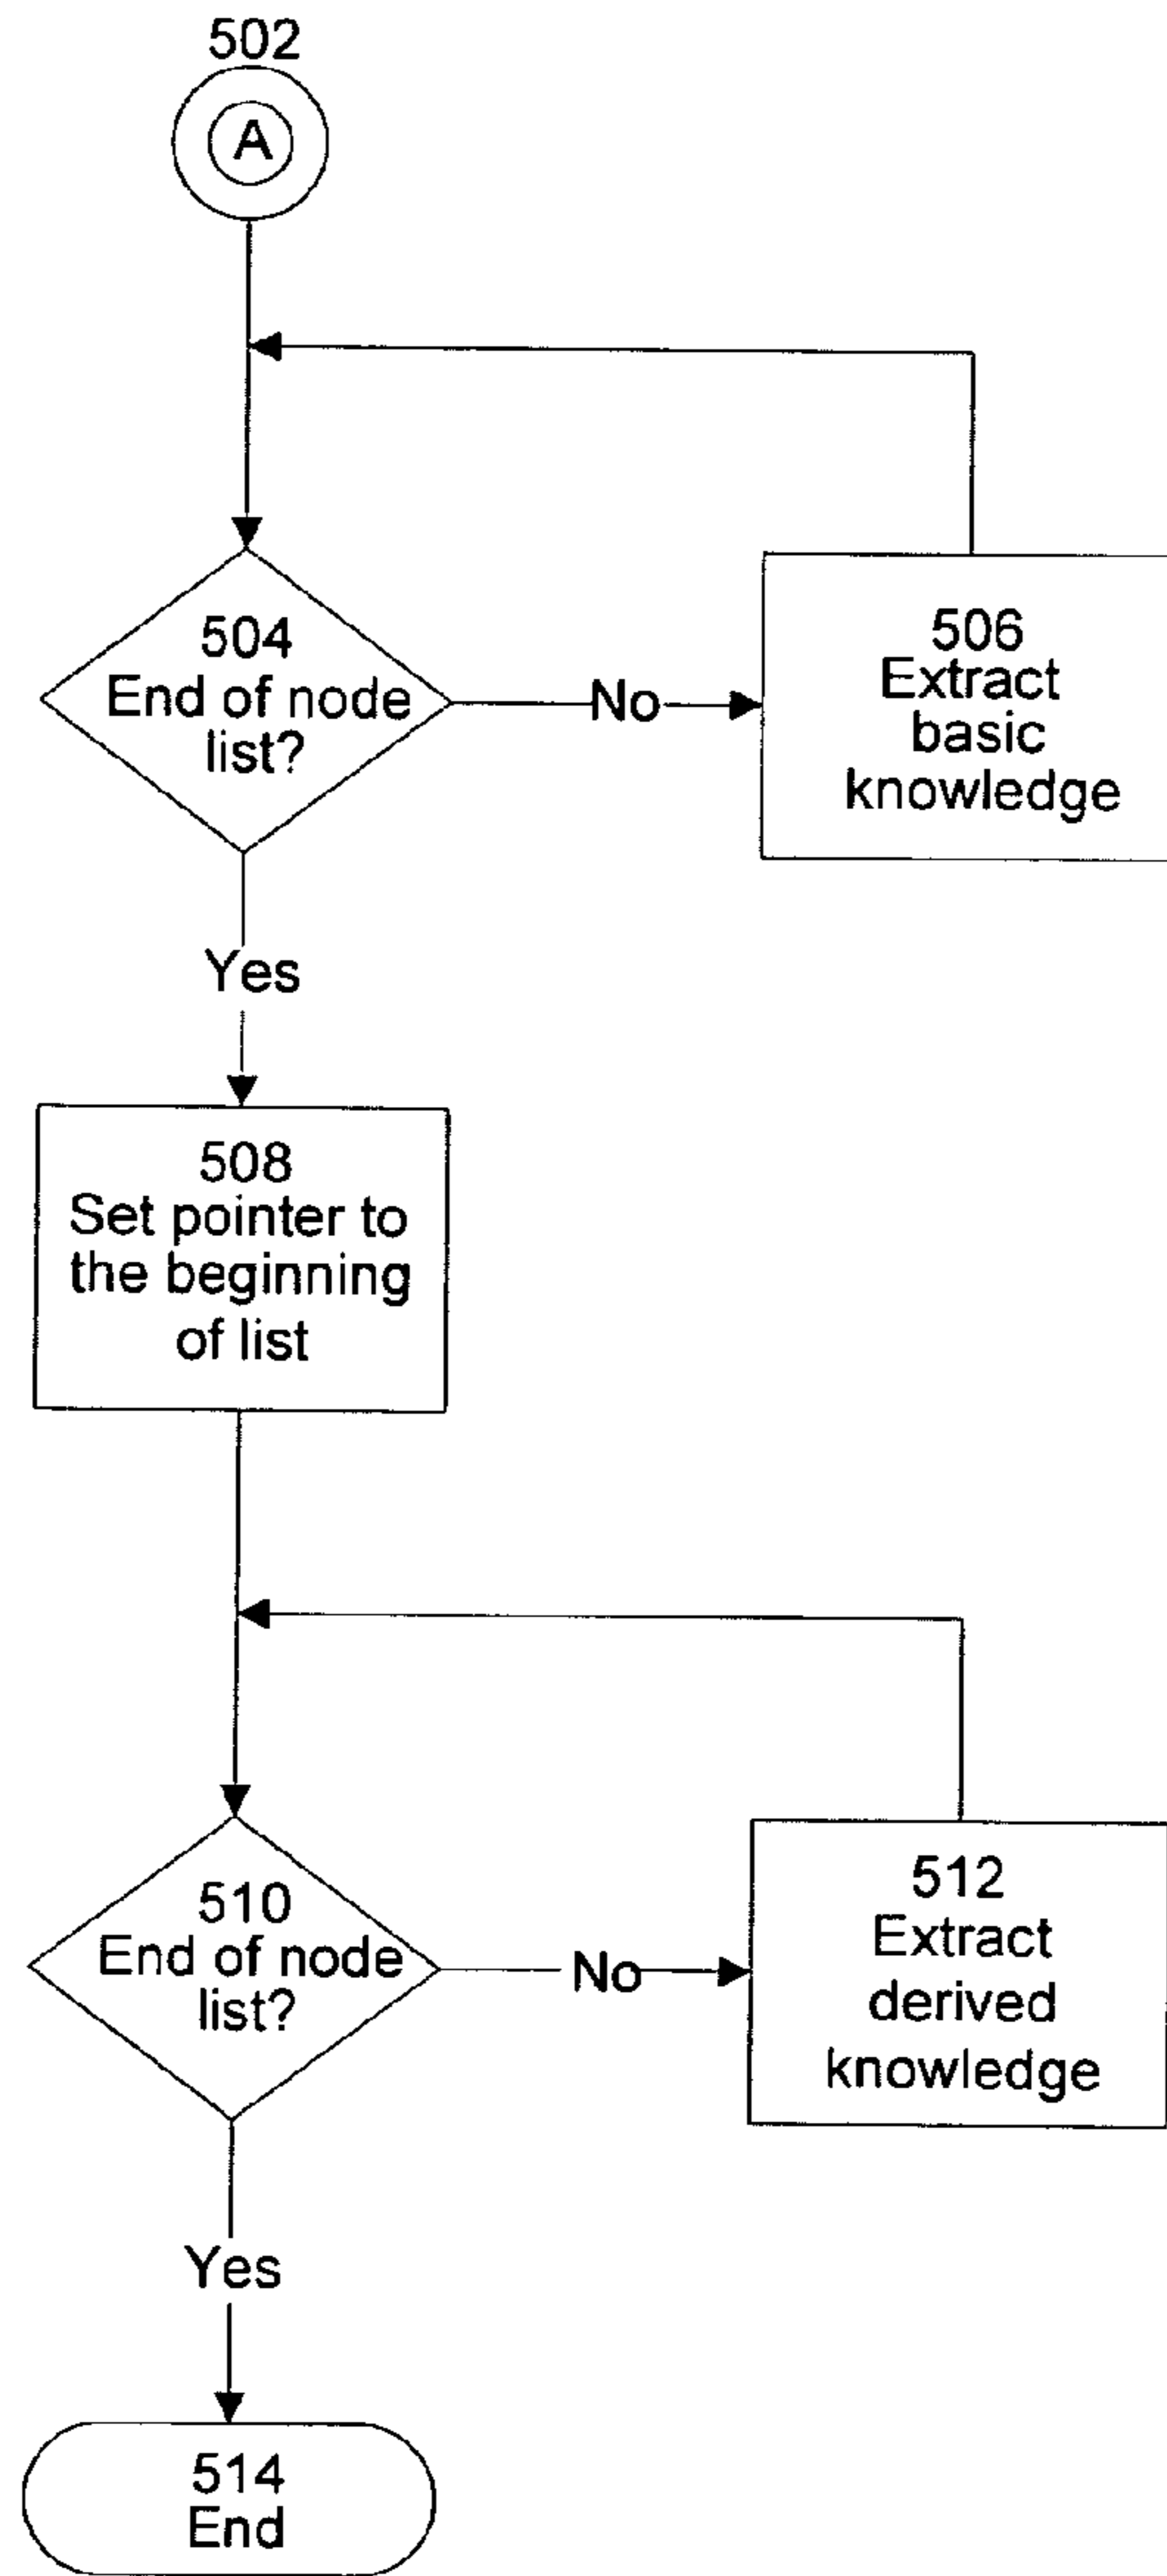 502
A
504
End of node
list?
No
506
Extract
basic
knowledge
Yes
508
Set pointer to
the beginning
of list
510
End of node
list?
No
512
Extract
derived
knowledge
Yes
514
End